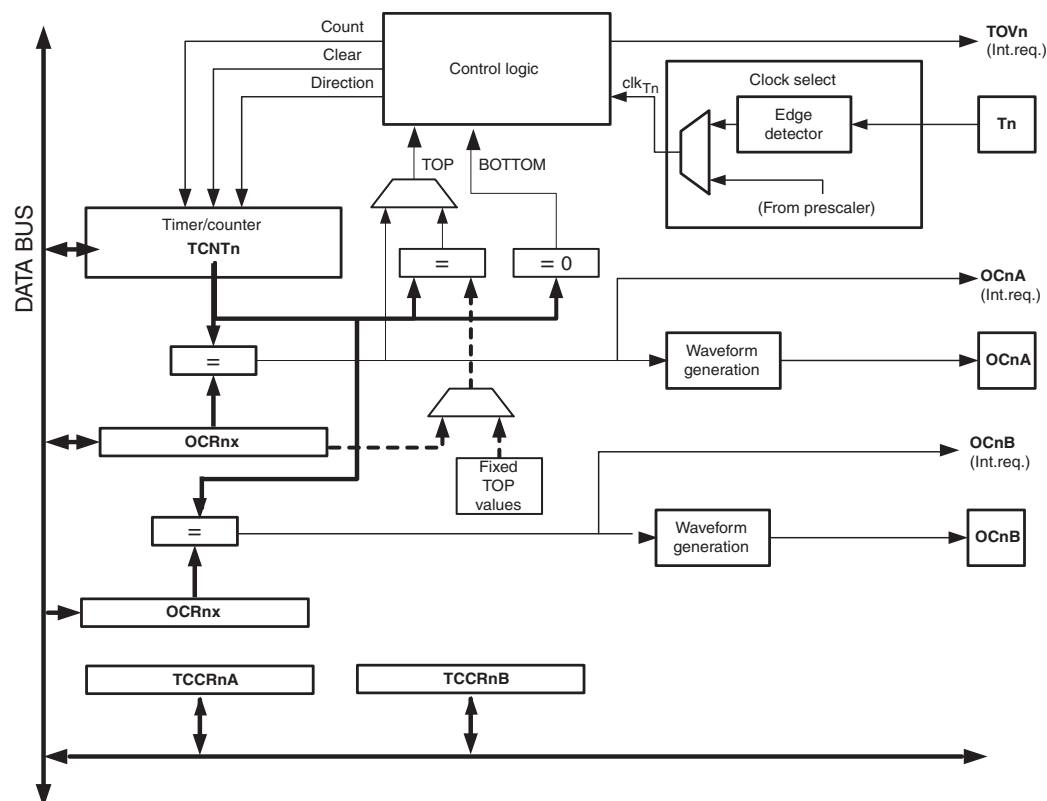 Count
Clear
Direction
Control logic
TOVn
(Int.req.)
Clock select
clkTn
Edge
detector
Tn
(From prescaler)
TOP
BOTTOM
DATA BUS
Timer/counter
TCNTn
=
= 0
OCnA
(Int.req.)
=
Waveform
generation
OCnA
OCRnx
Fixed
TOP
values
OCnB
(Int.req.)
=
Waveform
generation
OCnB
OCRnx
TCCRnA
TCCRnB